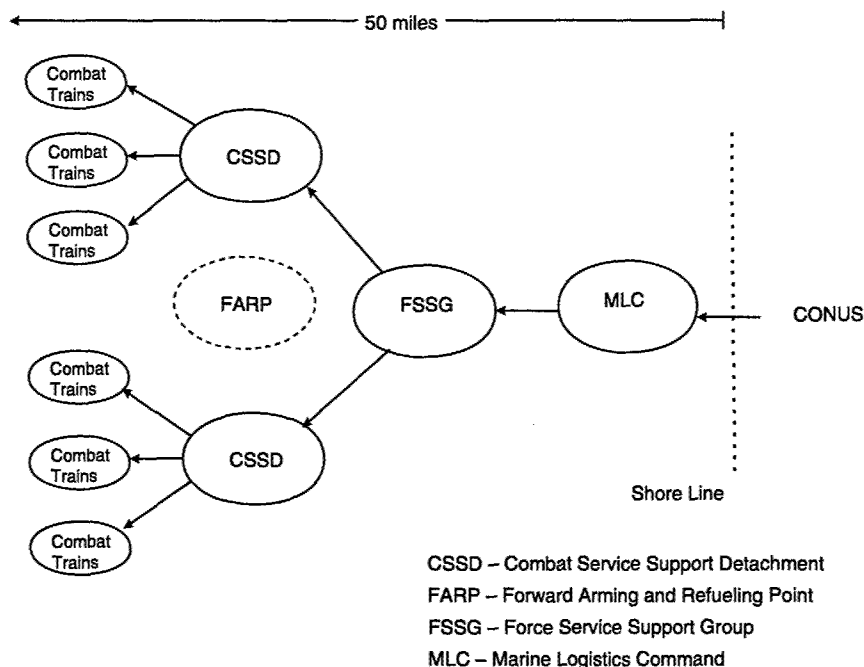 50 miles
Combat
Trains
Combat
Trains
Combat
Trains
CSSD
FARP
FSSG
MLC
CONUS
Combat
Trains
Combat
Trains
Combat
Trains
CSSD
Shore Line
CSSD – Combat Service Support Detachment
FARP – Forward Arming and Refueling Point
FSSG – Force Service Support Group
MLC – Marine Logistics Command